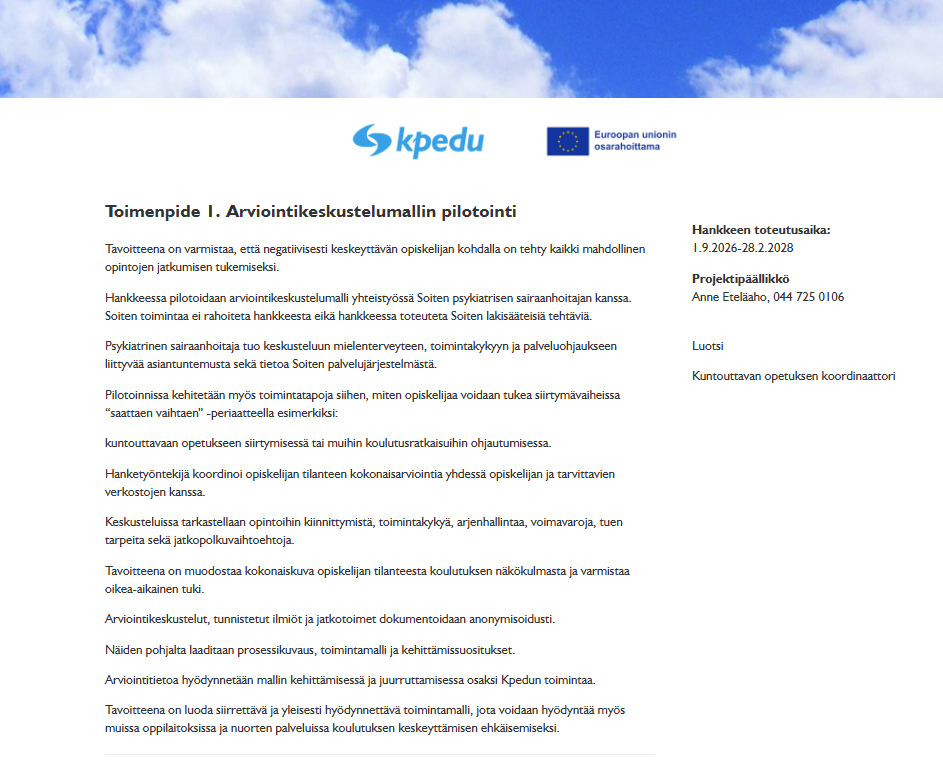 kpedu
Euroopan unionin
osarahoittama
Toimenpide 1. Arviointikeskustelumallin pilotointi
Tavoitteena on varmistaa, että negatiivisesti keskeyttävän opiskelijan kohdalla on tehty kaikki mahdollinen
opintojen jatkumisen tukemiseksi.
Hankkeessa pilotoidaan arviointikeskustelumalli yhteistyössä Soiten psykiatrisen sairaanhoitajan kanssa.
Soiten toimintaa ei rahoiteta hankkeesta eikä hankkeessa toteuteta Soiten lakisääteisiä tehtäviä.
Psykiatrinen sairaanhoitaja tuo keskusteluun mielenterveyteen, toimintakykyyn ja palveluohjaukseen
liittyvää asiantuntemusta sekä tietoa Soiten palvelujärjestelmästä.
Pilotoinnissa kehitetään myös toimintatapoja siihen, miten opiskelijaa voidaan tukea siirtymävaiheissa
“saattaen vaihtaen” -periaatteella esimerkiksi:
kuntouttavaan opetukseen siirtymisessä tai muihin koulutusratkaisuihin ohjautumisessa.
Hanketyöntekijä koordinoi opiskelijan tilanteen kokonaisarviointia yhdessä opiskelijan ja tarvittavien
verkostojen kanssa.
Keskusteluissa tarkastellaan opintoihin kiinnittymistä, toimintakykyä, arjenhallintaa, voimavaroja, tuen
tarpeita sekä jatkopolkuvaihtoehtoja.
Tavoitteena on muodostaa kokonaiskuva opiskelijan tilanteesta koulutuksen näkökulmasta ja varmistaa
oikea-aikainen tuki.
Arviointikeskustelut, tunnistetut ilmiöt ja jatkotoimet dokumentoidaan anonymisoidusti.
Näiden pohjalta laaditaan prosessikuvaus, toimintamalli ja kehittämissuositukset.
Arviointitietoa hyödynnetään mallin kehittämisessä ja juurruttamisessa osaksi Kpedun toimintaa.
Tavoitteena on luoda siirrettävä ja yleisesti hyödynnettävä toimintamalli, jota voidaan hyödyntää myös
muissa oppilaitoksissa ja nuorten palveluissa koulutuksen keskeyttämisen ehkäisemiseksi.
Hankkeen toteutusaika:
1.9.2026-28.2.2028
Projektipäällikkö
Anne Eteläaho, 044 725 0106
Luotsi
Kuntouttavan opetuksen koordinaattori